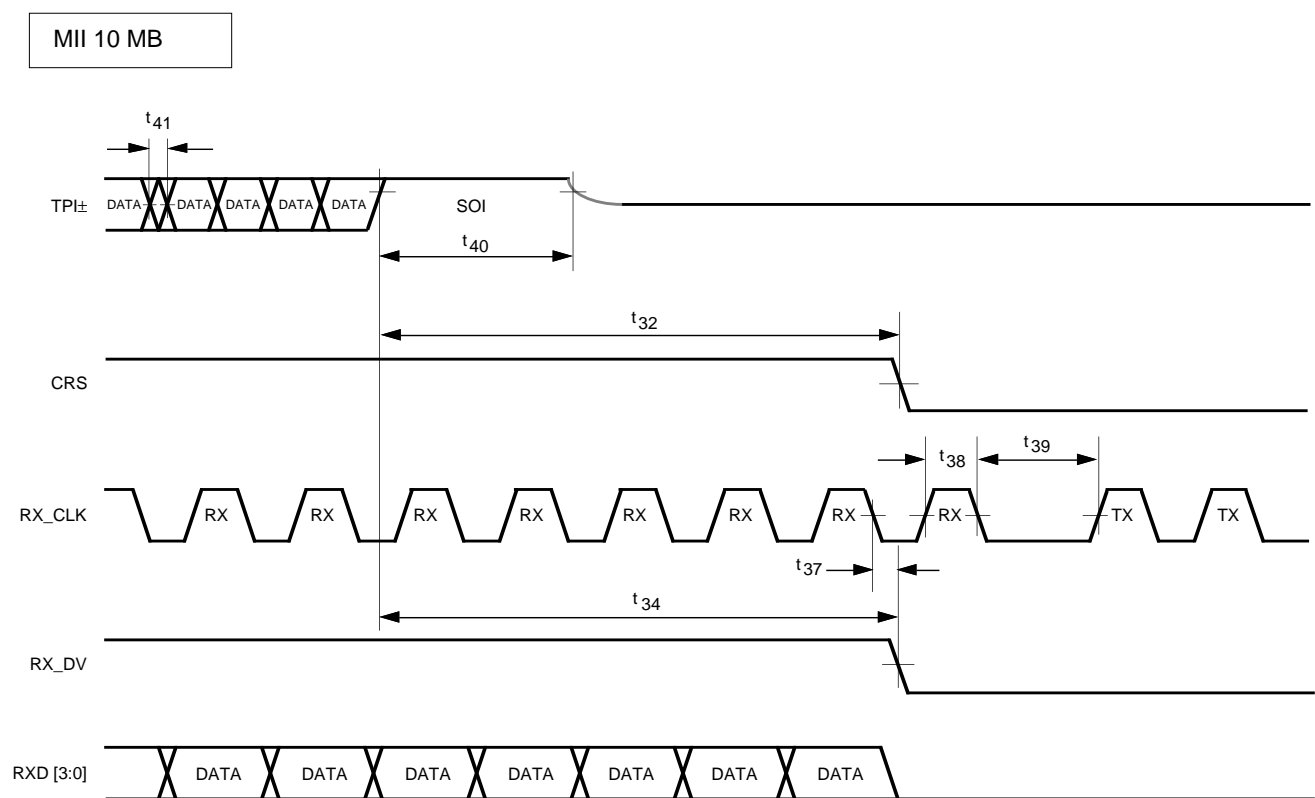 MII 10 MB
t41
TPI± DATA DATA DATA DATA DATA SOI
t40
t32
CRS
t38 t39
RX_CLK RX RX RX RX RX RX RX RX TX TX
t37
t34
RX_DV
RXD [3:0] DATA DATA DATA DATA DATA DATA DATA